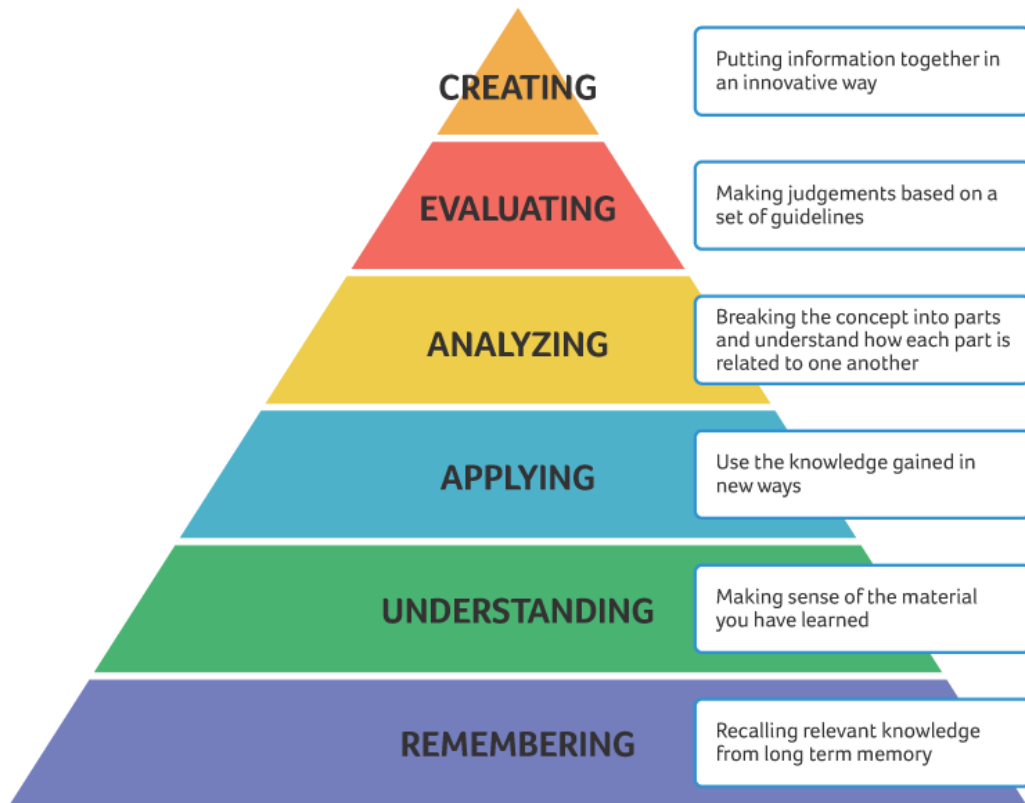 CREATING
Putting information together in
an innovative way
EVALUATING
Making judgements based on a
set of guidelines
ANALYZING
Breaking the concept into parts
and understand how each part is
related to one another
APPLYING
Use the knowledge gained in
new ways
UNDERSTANDING
Making sense of the material
you have learned
REMEMBERING
Recalling relevant knowledge
from long term memory